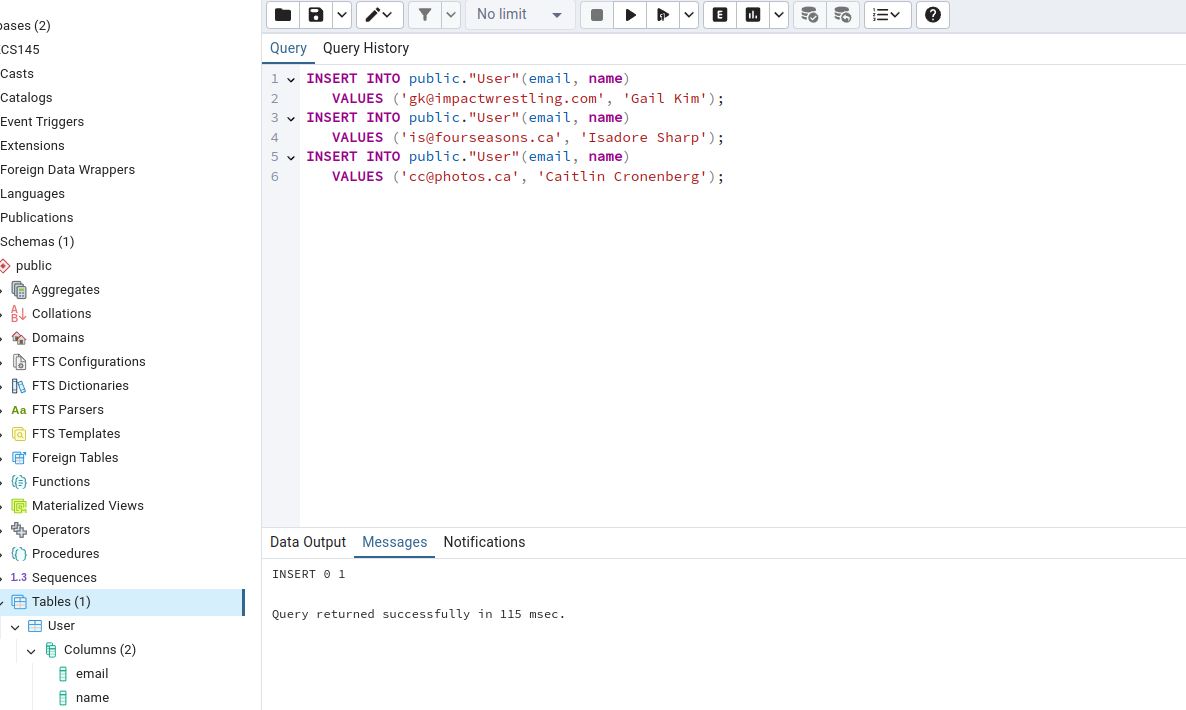 bases (2)
CS145
Casts
Catalogs
Event Triggers
Extensions
Foreign Data Wrappers
Languages
Publications
Schemas (1)
public
Aggregates
A
B
Collations
Domains
FTS Configurations
FTS Dictionaries
Aa FTS Parsers
FTS Templates
Foreign Tables
Functions
Materialized Views
Operators
Procedures
1..3 Sequences
Tables (1)
User
Columns (2)
email
name
No limit
E
Query Query History
1 INSERT INTO public."User"(email, name)
2 VALUES ('gk@impactwrestling.com', 'Gail Kim');
3 INSERT INTO public."User"(email, name)
4 VALUES ('is@fourseasons.ca', 'Isadore Sharp');
5 INSERT INTO public."User"(email, name)
6 VALUES ('cc@photos.ca', 'Caitlin Cronenberg');
Data Output Messages Notifications
INSERT 0 1
Query returned successfully in 115 msec.